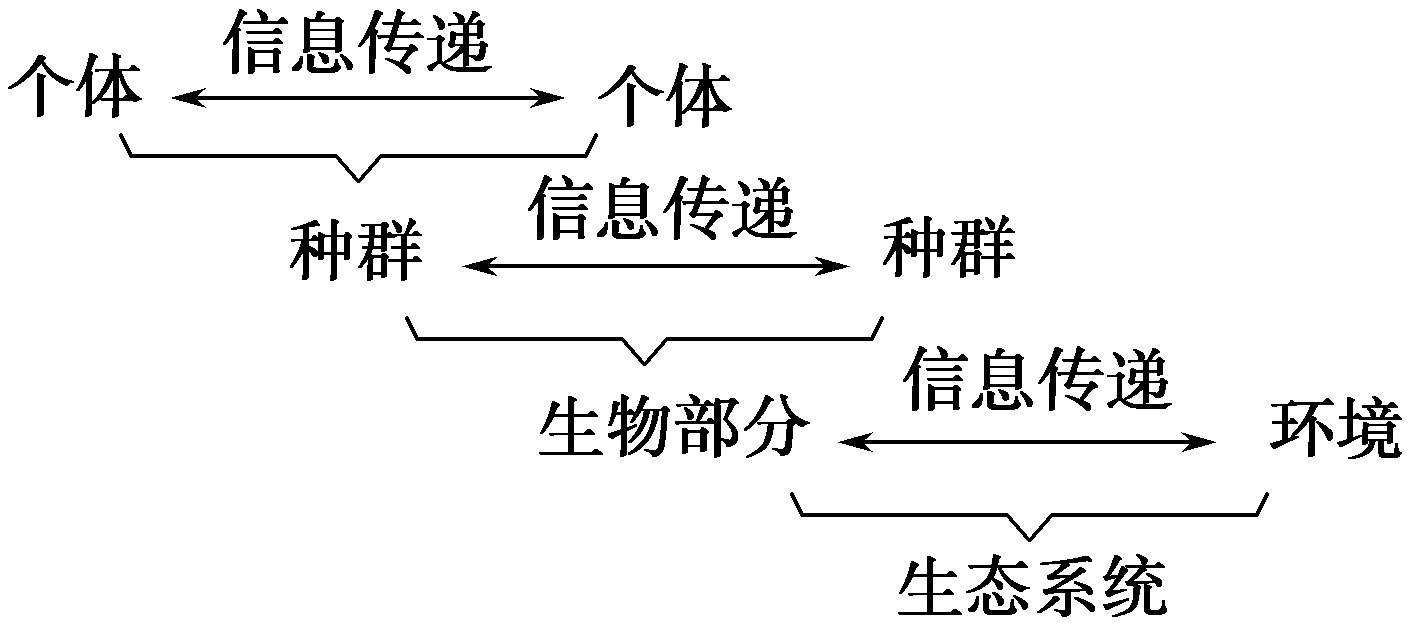 信息传递
个体 个体
信息传递
种群 种群
信息传递
生物部分 环境
生态系统